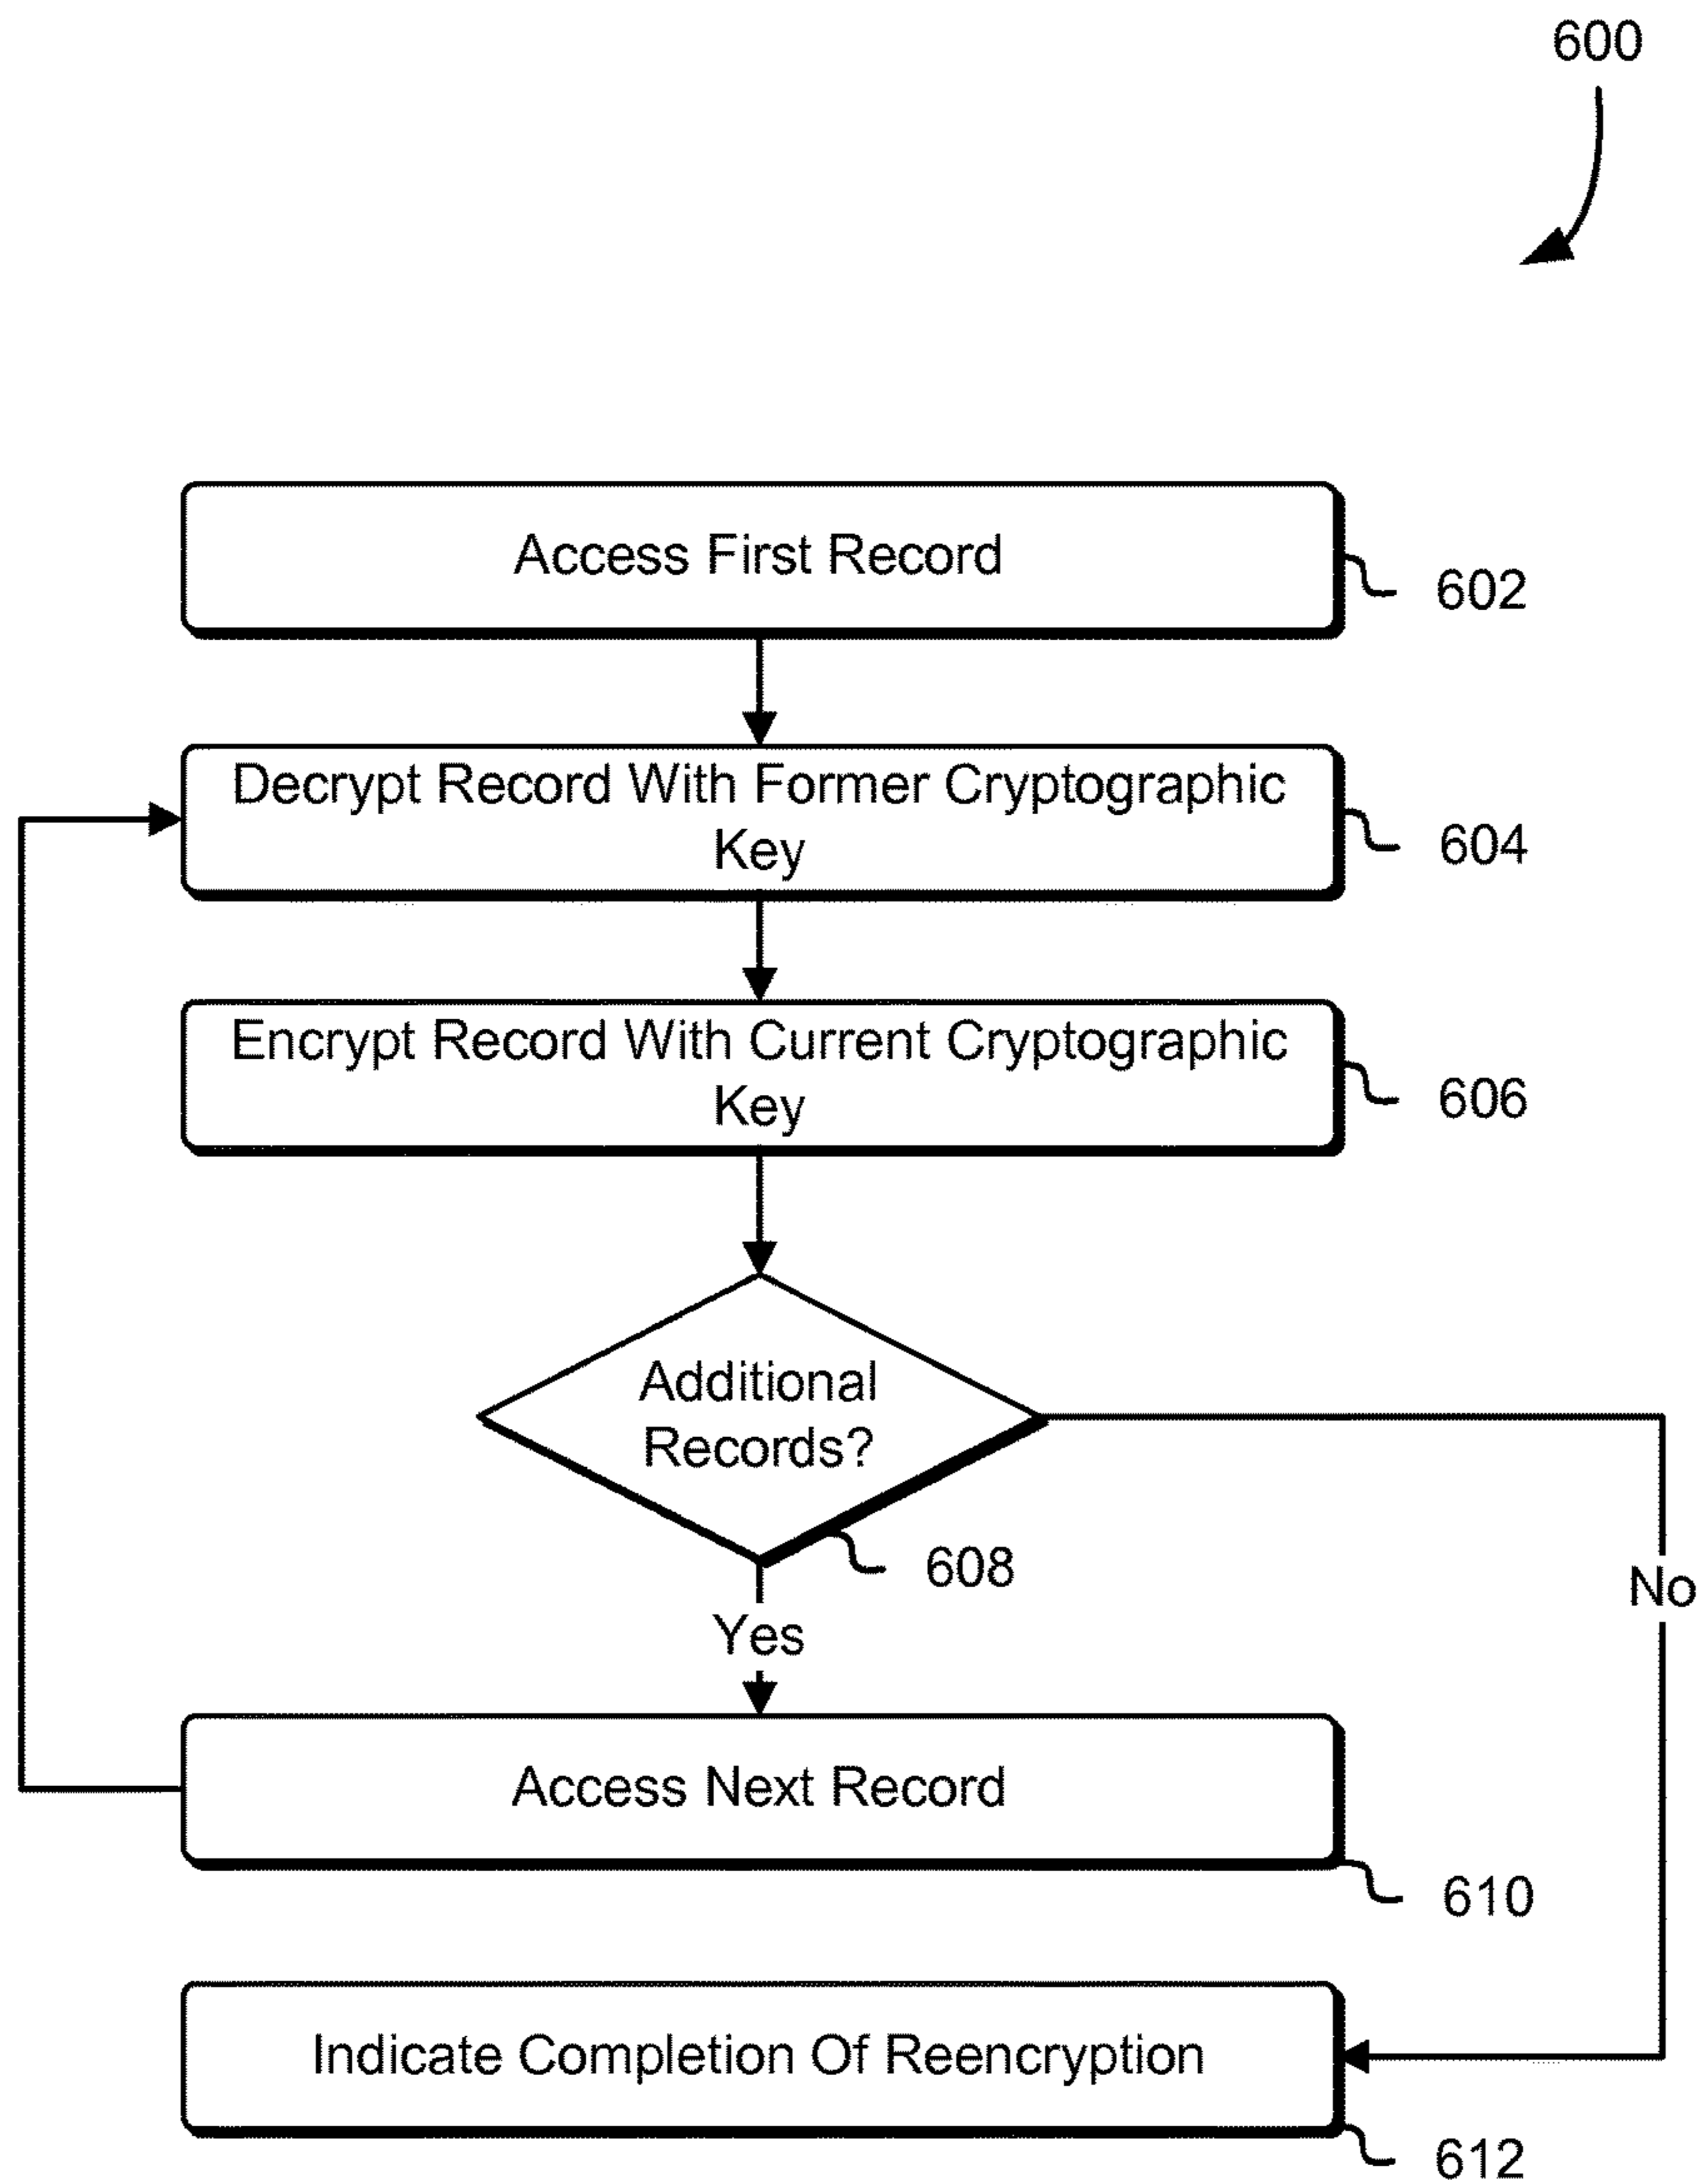 600
Access First Record
602
Decrypt Record With Former Cryptographic
Key
604
Encrypt Record With Current Cryptographic
Key
606
Additional
Records?
608
No
Yes
Access Next Record
610
Indicate Completion Of Reencryption
612